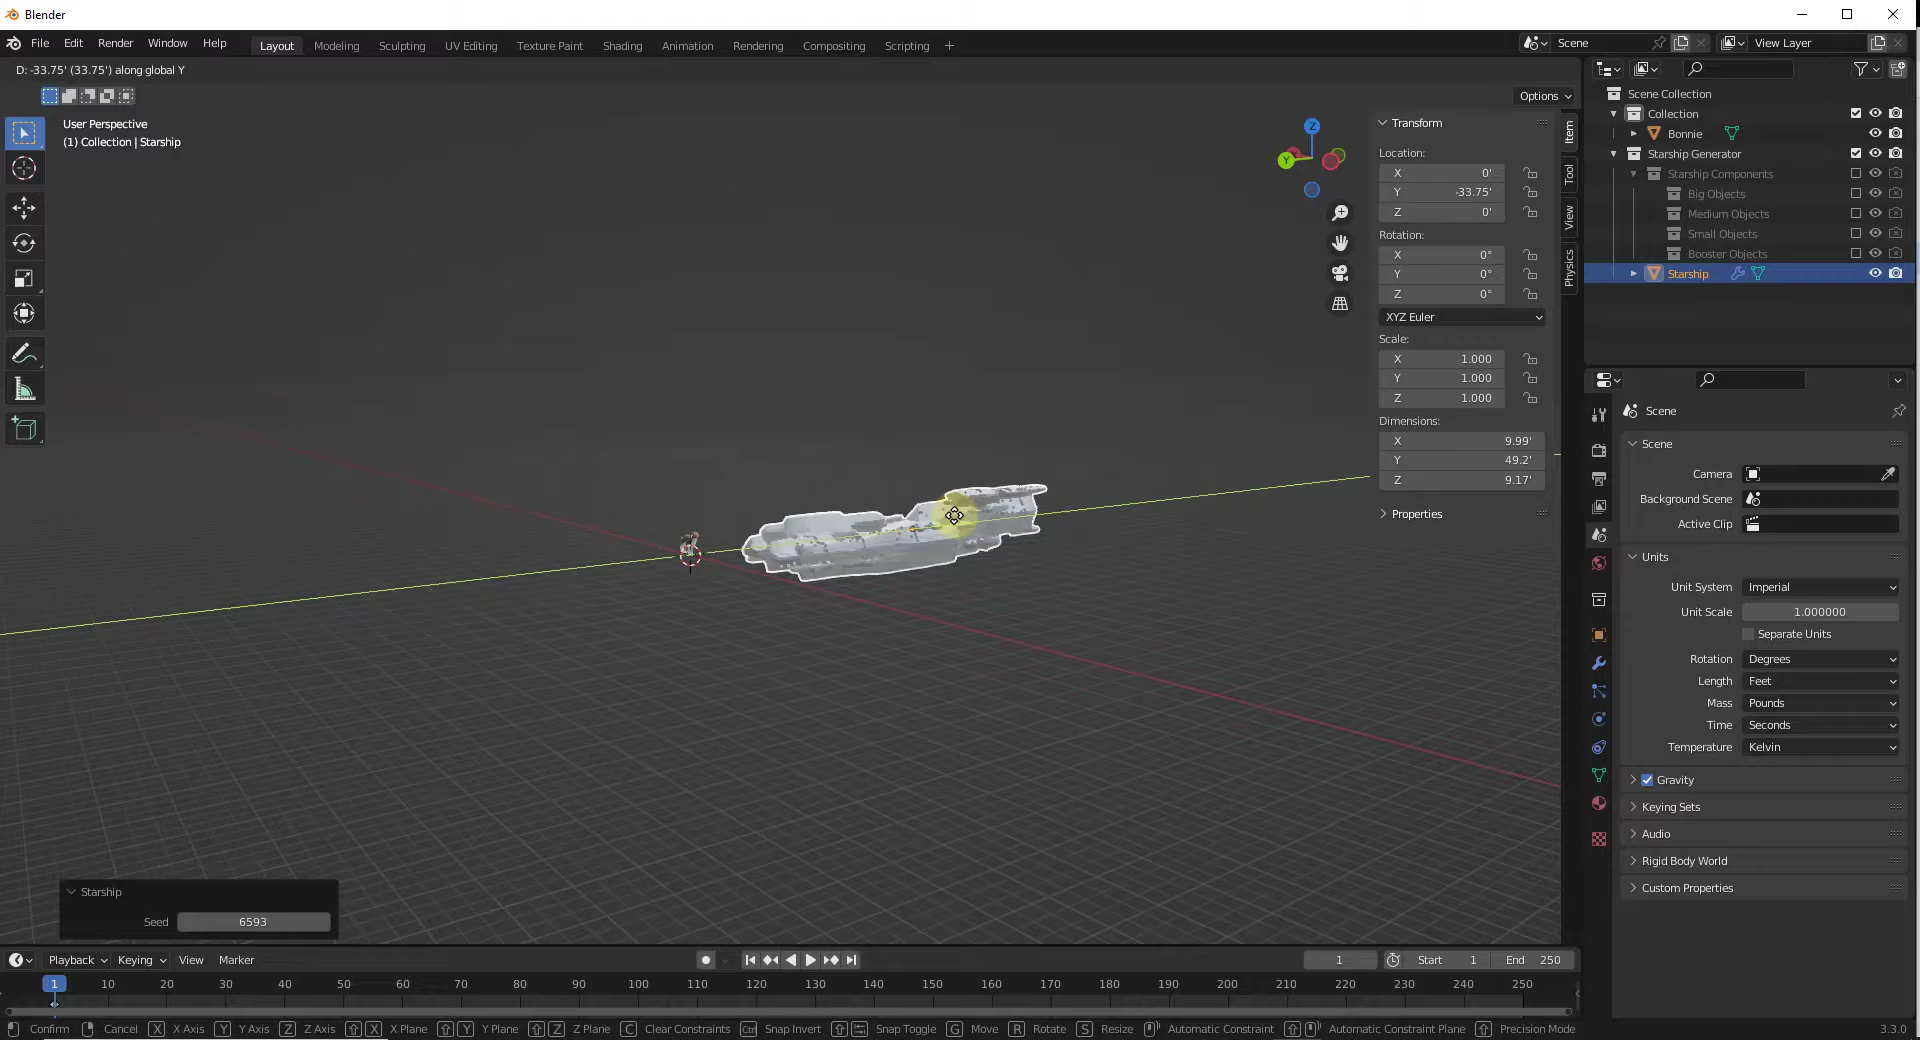 Blender
File Edit Render Window Help Layout Modeling Sculpting UV Editing Texture Paint Shading Animation Rendering Compositing Scripting + Scene View Layer
D: -33.75' (33.75') along global Y
Options
User Perspective
(1) Collection | Starship
Z
Y
Transform
Location:
X 0'
Y -33.75'
Z 0'
Rotation:
X 0°
Y 0°
Z 0°
XYZ Euler
Scale:
X 1.000
Y 1.000
Z 1.000
Dimensions:
X 9.99'
Y 49.2'
Z 9.17'
Properties
Item
Tool
View
Physics
Scene Collection
Collection
Bonnie
Starship Generator
Starship Components
Big Objects
Medium Objects
Small Objects
Booster Objects
Starship
Scene
Scene
Camera
Background Scene
Active Clip
Units
Unit System Imperial
Unit Scale 1.000000
Separate Units
Rotation Degrees
Length Feet
Mass Pounds
Time Seconds
Temperature Kelvin
Gravity
Keying Sets
Audio
Rigid Body World
Custom Properties
Starship
Seed 6593
Playback Keying View Marker 1 Start 1 End 250
1 10 20 30 40 50 60 70 80 90 100 110 120 130 140 150 160 170 180 190 200 210 220 230 240 250
Confirm Cancel X X Axis Y Y Axis Z Z Axis X X Plane Y Y Plane Z Z Plane C Clear Constraints Ctrl Snap Invert Snap Toggle G Move R Rotate S Resize Automatic Constraint Automatic Constraint Plane Precision Mode 3.3.0